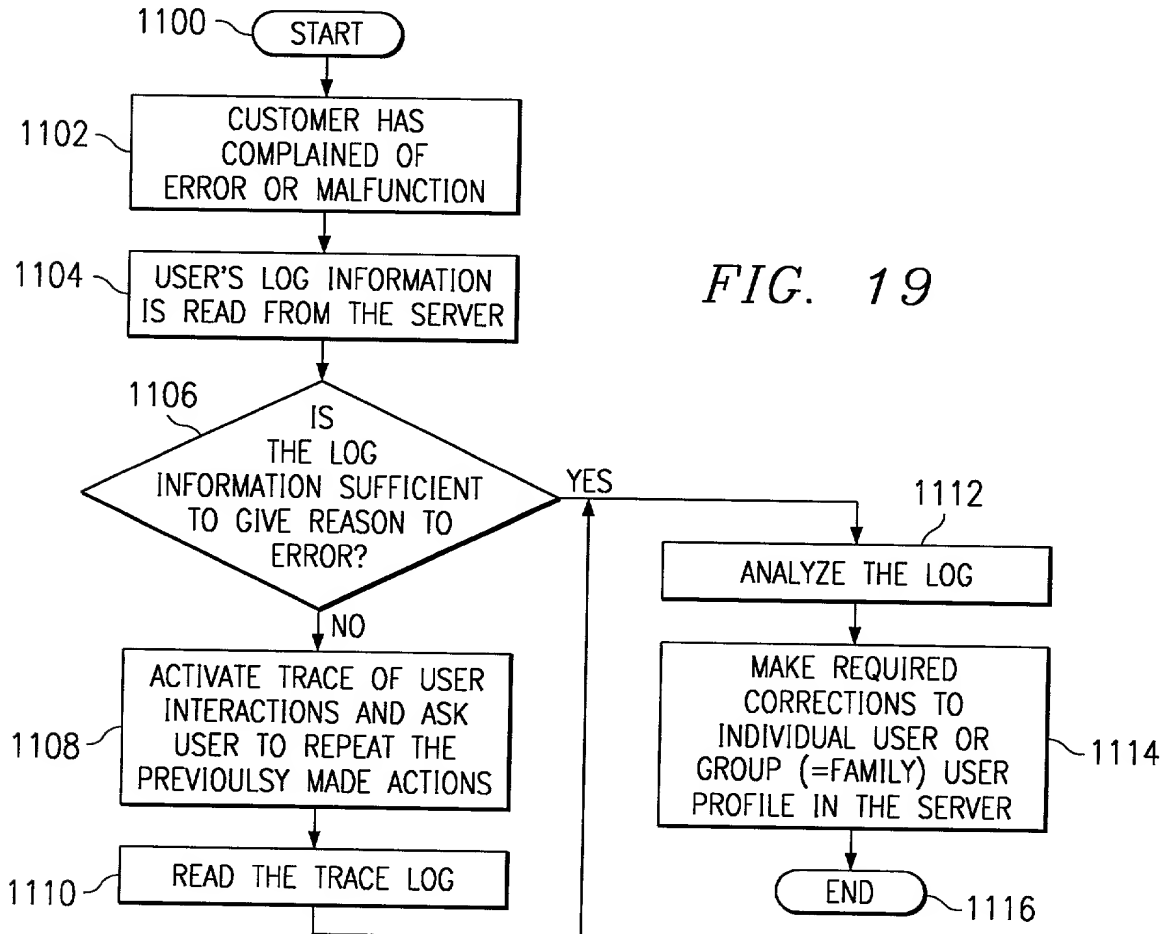 1100
START
1102
CUSTOMER HAS
COMPLAINED OF
ERROR OR MALFUNCTION
1104
USER'S LOG INFORMATION
IS READ FROM THE SERVER
FIG. 19
1106
IS
THE LOG
INFORMATION SUFFICIENT
TO GIVE REASON TO
ERROR?
YES
NO
1108
ACTIVATE TRACE OF USER
INTERACTIONS AND ASK
USER TO REPEAT THE
PREVIOULSY MADE ACTIONS
1110
READ THE TRACE LOG
1112
ANALYZE THE LOG
MAKE REQUIRED
CORRECTIONS TO
INDIVIDUAL USER OR
GROUP (=FAMILY) USER
PROFILE IN THE SERVER
1114
END
1116